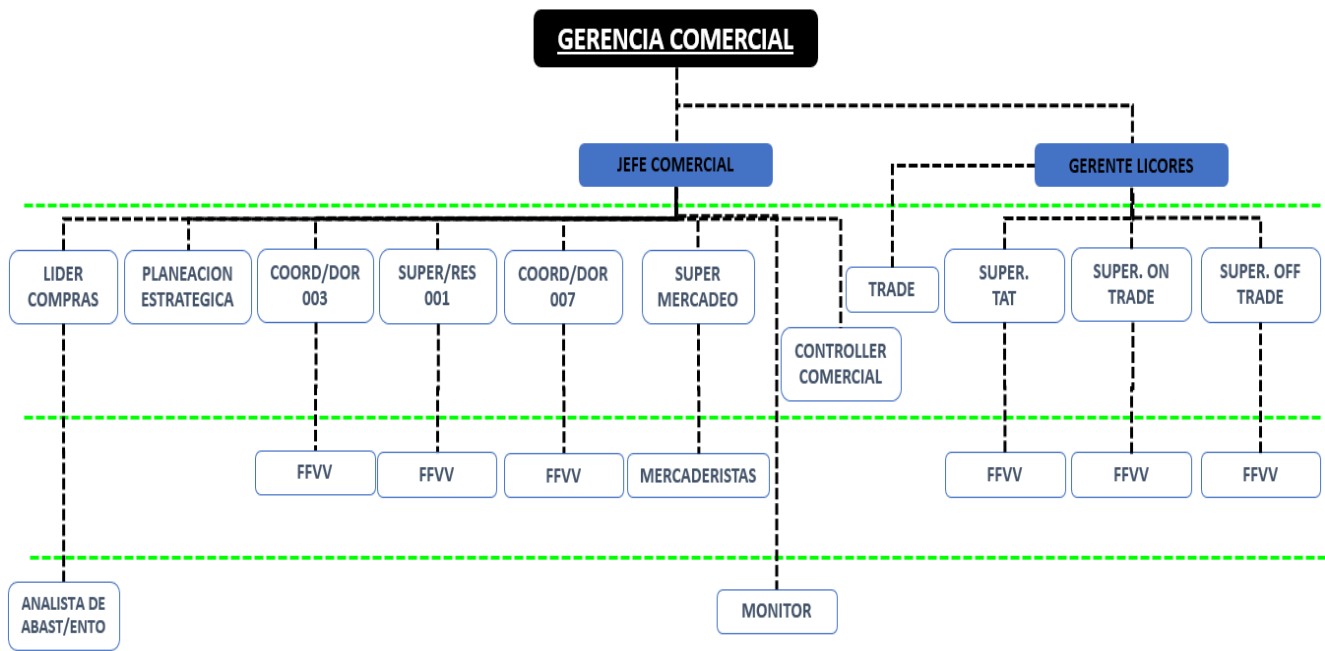 GERENCIA COMERCIAL
JEFE COMERCIAL
GERENTE LICORES
LIDER
COMPRAS
PLANEACION
ESTRATEGICA
COORD/DOR
003
SUPER/RES
001
COORD/DOR
007
SUPER
MERCADEO
TRADE
SUPER.
TAT
SUPER. ON
TRADE
SUPER. OFF
TRADE
CONTROLLER
COMERCIAL
FFVV
FFVV
FFVV
MERCADERISTAS
FFVV
FFVV
FFVV
ANALISTA DE
ABAST/ENTO
MONITOR